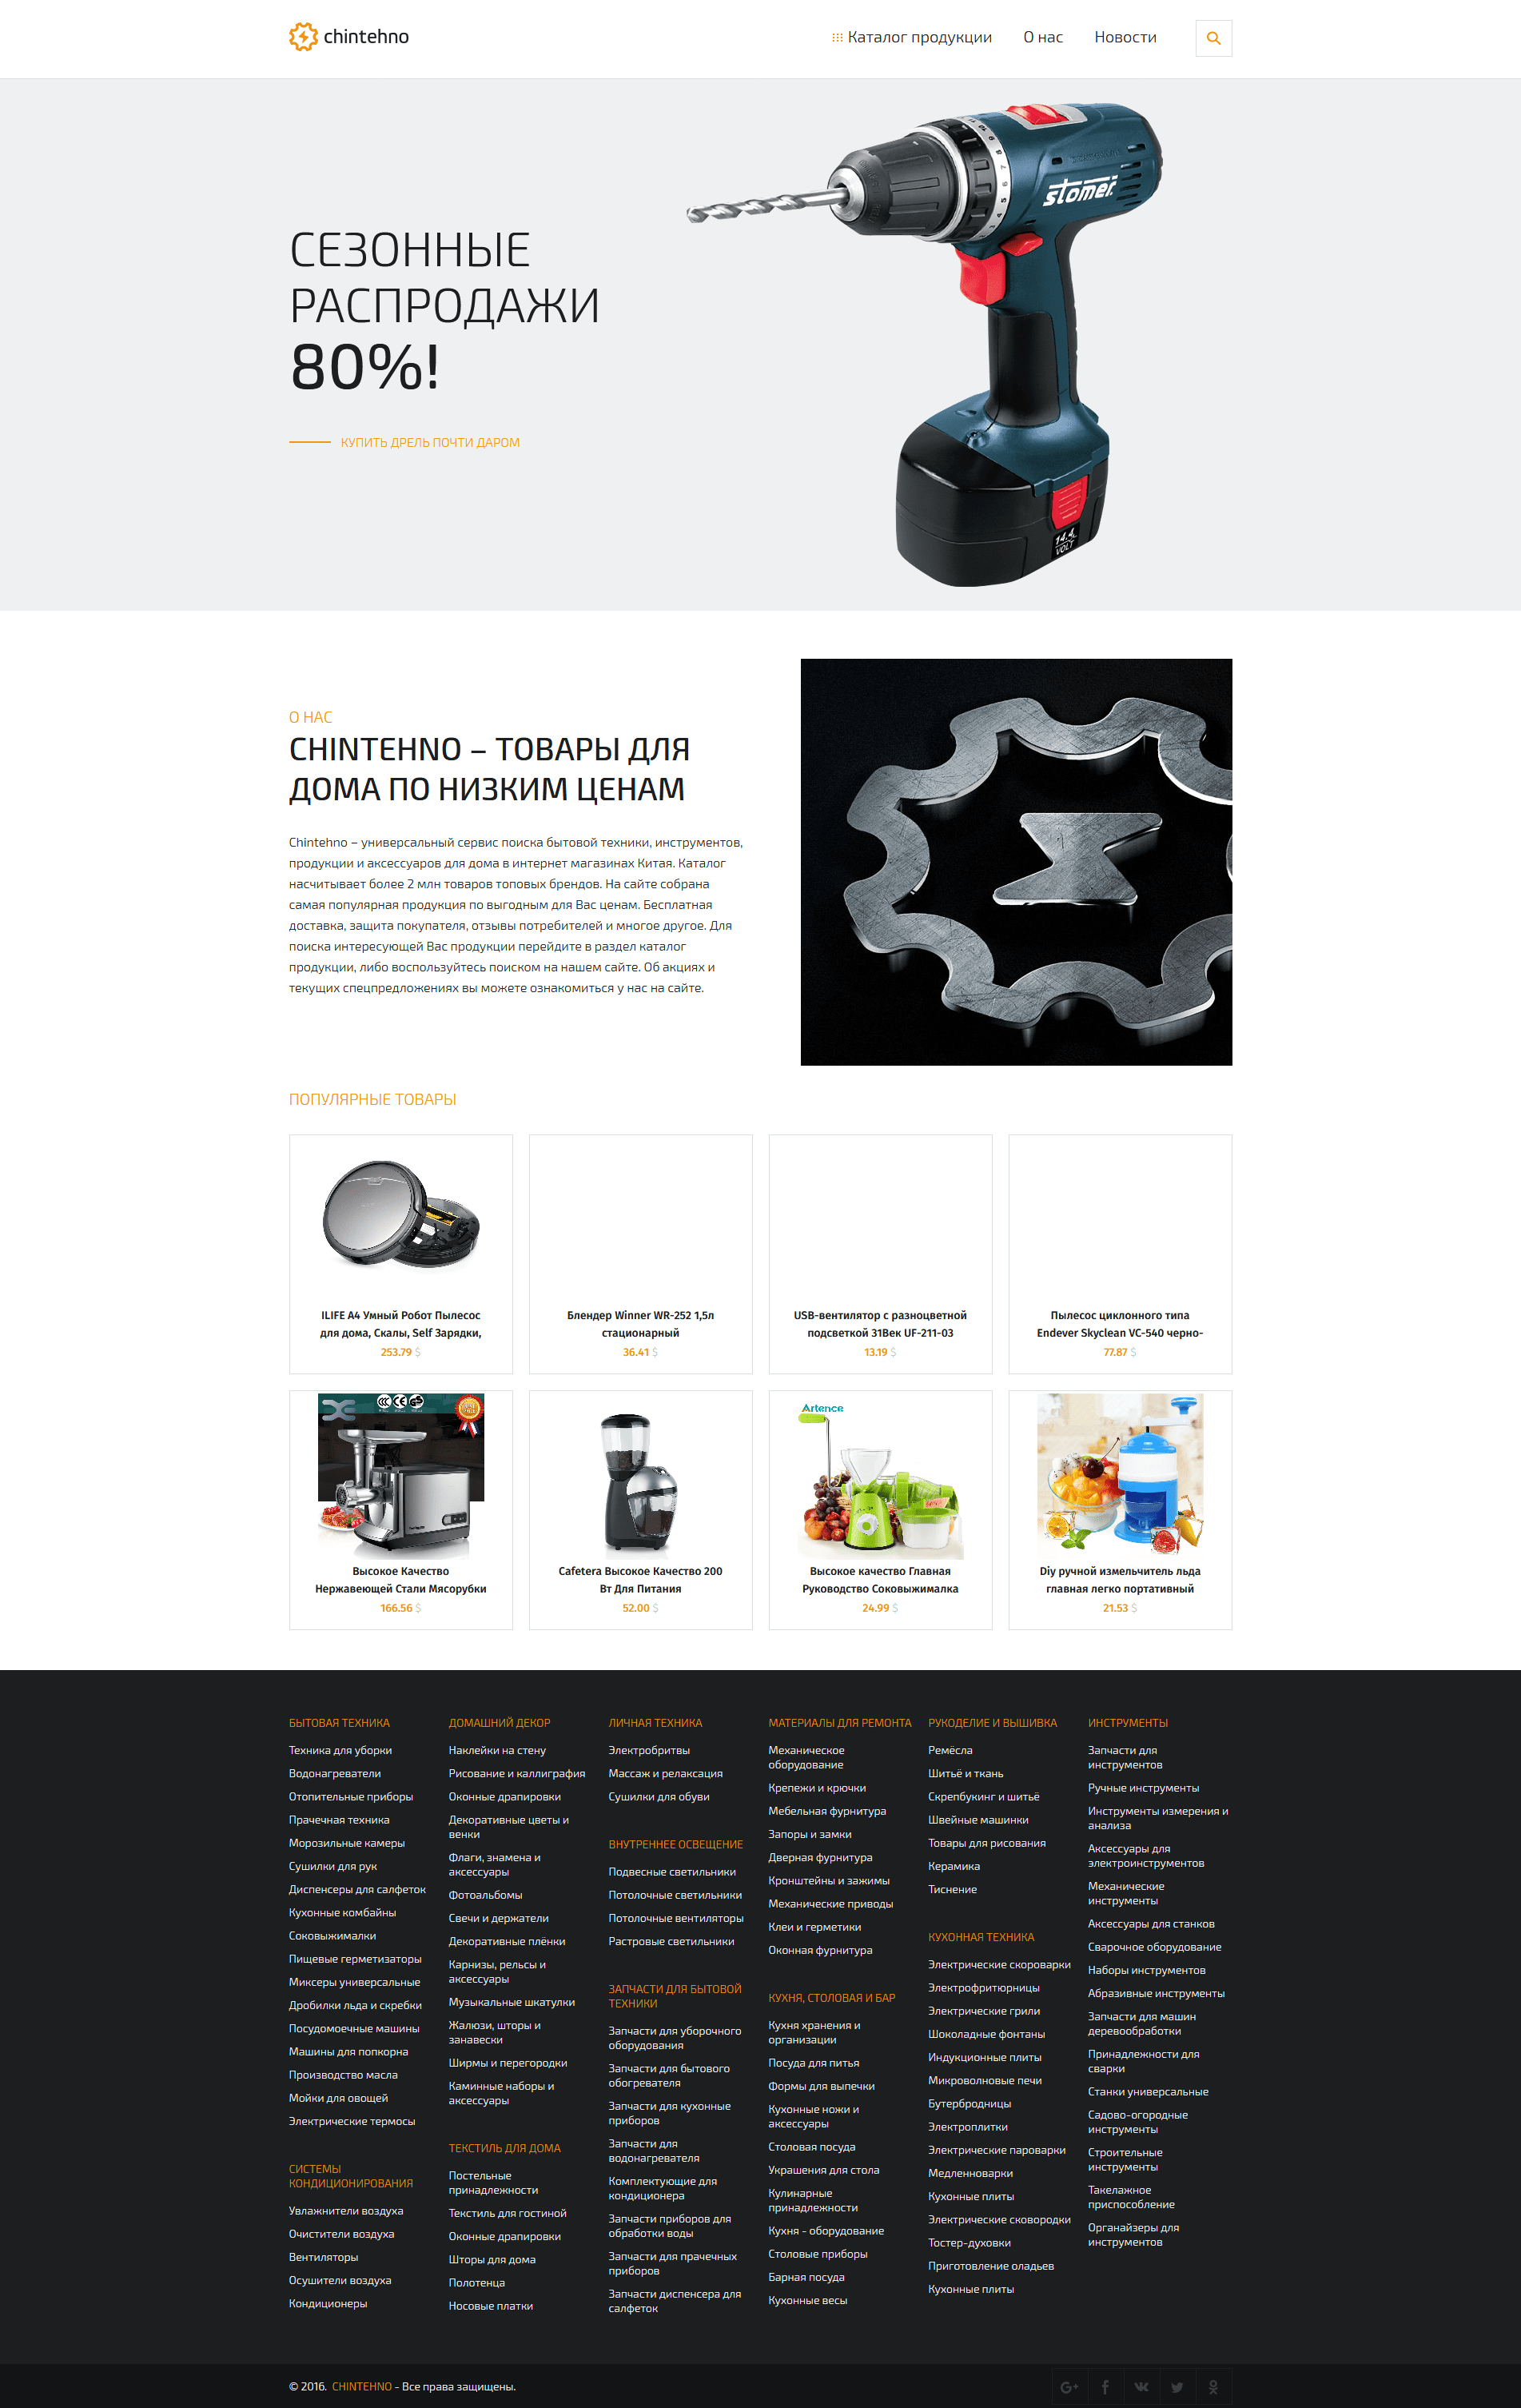 chintehno
Каталог продукции
О нас
Новости
stomer
СЕЗОННЫЕ
РАСПРОДАЖИ
80%!
КУПИТЬ ДРЕЛЬ ПОЧТИ ДАРОМ
14.4
VOLT
О НАС
CHINTEHNO – ТОВАРЫ ДЛЯ
ДОМА ПО НИЗКИМ ЦЕНАМ
Chintehno – универсальный сервис поиска бытовой техники, инструментов,
продукции и аксессуаров для дома в интернет магазинах Китая. Каталог
насчитывает более 2 млн товаров топовых брендов. На сайте собрана
самая популярная продукция по выгодным для Вас ценам. Бесплатная
доставка, защита покупателя, отзывы потребителей и многое другое. Для
поиска интересующей Вас продукции перейдите в раздел каталог
продукции, либо воспользуйтесь поиском на нашем сайте. Об акциях и
текущих спецпредложениях вы можете ознакомиться у нас на сайте.
ПОПУЛЯРНЫЕ ТОВАРЫ
ILIFE A4 Умный Робот Пылесос
для дома, Скалы, Self Зарядки,
253.79 $
Блендер Winner WR-252 1,5л
стационарный
36.41 $
USB-вентилятор с разноцветной
подсветкой 31Век UF-211-03
13.19 $
Пылесос циклонного типа
Endever Skyclean VC-540 черно-
77.87 $
Высокое Качество
Нержавеющей Стали Мясорубки
166.56 $
Cafetera Высокое Качество 200
Вт Для Питания
52.00 $
Artence
Высокое качество Главная
Руководство Соковыжималка
24.99 $
Diy ручной измельчитель льда
главная легко портативный
21.53 $
БЫТОВАЯ ТЕХНИКА
Техника для уборки
Водонагреватели
Отопительные приборы
Прачечная техника
Морозильные камеры
Сушилки для рук
Диспенсеры для салфеток
Кухонные комбайны
Соковыжималки
Пищевые герметизаторы
Миксеры универсальные
Дробилки льда и скребки
Посудомоечные машины
Машины для попкорна
Производство масла
Мойки для овощей
Электрические термосы
СИСТЕМЫ
КОНДИЦИОНИРОВАНИЯ
Увлажнители воздуха
Очистители воздуха
Вентиляторы
Осушители воздуха
Кондиционеры
ДОМАШНИЙ ДЕКОР
Наклейки на стену
Рисование и каллиграфия
Оконные драпировки
Декоративные цветы и
венки
Флаги, знамена и
аксессуары
Фотоальбомы
Свечи и держатели
Декоративные плёнки
Карнизы, рельсы и
аксессуары
Музыкальные шкатулки
Жалюзи, шторы и
занавески
Ширмы и перегородки
Каминные наборы и
аксессуары
ТЕКСТИЛЬ ДЛЯ ДОМА
Постельные
принадлежности
Текстиль для гостиной
Оконные драпировки
Шторы для дома
Полотенца
Носовые платки
ЛИЧНАЯ ТЕХНИКА
Электробритвы
Массаж и релаксация
Сушилки для обуви
ВНУТРЕННЕЕ ОСВЕЩЕНИЕ
Подвесные светильники
Потолочные светильники
Потолочные вентиляторы
Растровые светильники
ЗАПЧАСТИ ДЛЯ БЫТОВОЙ
ТЕХНИКИ
Запчасти для уборочного
оборудования
Запчасти для бытового
обогревателя
Запчасти для кухонные
приборов
Запчасти для
водонагревателя
Комплектующие для
кондиционера
Запчасти приборов для
обработки воды
Запчасти для прачечных
приборов
Запчасти диспенсера для
салфеток
МАТЕРИАЛЫ ДЛЯ РЕМОНТА
Механическое
оборудование
Крепежи и крючки
Мебельная фурнитура
Запоры и замки
Дверная фурнитура
Кронштейны и зажимы
Механические приводы
Клеи и герметики
Оконная фурнитура
КУХНЯ, СТОЛОВАЯ И БАР
Кухня хранения и
организации
Посуда для питья
Формы для выпечки
Кухонные ножи и
аксессуары
Столовая посуда
Украшения для стола
Кулинарные
принадлежности
Кухня - оборудование
Столовые приборы
Барная посуда
Кухонные весы
РУКОДЕЛИЕ И ВЫШИВКА
Ремёсла
Шитьё и ткань
Скрепбукинг и шитьё
Швейные машинки
Товары для рисования
Керамика
Тиснение
КУХОННАЯ ТЕХНИКА
Электрические скороварки
Электрофритюрницы
Электрические грили
Шоколадные фонтаны
Индукционные плиты
Микроволновые печи
Бутербродницы
Электроплитки
Электрические пароварки
Медленноварки
Кухонные плиты
Электрические сковородки
Тостер-духовки
Приготовление оладьев
Кухонные плиты
ИНСТРУМЕНТЫ
Запчасти для
инструментов
Ручные инструменты
Инструменты измерения и
анализа
Аксессуары для
электроинструментов
Механические
инструменты
Аксессуары для станков
Сварочное оборудование
Наборы инструментов
Абразивные инструменты
Запчасти для машин
деревообработки
Принадлежности для
сварки
Станки универсальные
Садово-огородные
инструменты
Строительные
инструменты
Такелажное
приспособление
Органайзеры для
инструментов
© 2016. CHINTEHNO - Все права защищены.